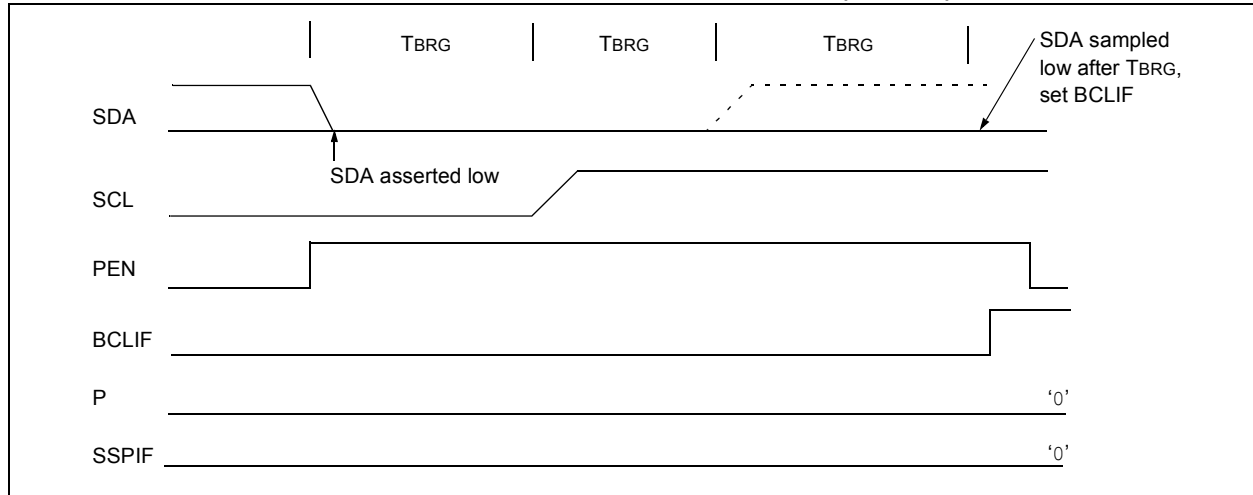 TBRG TBRG TBRG
SDA sampled
low after TBRG,
set BCLIF
SDA
SDA asserted low
SCL
PEN
BCLIF
P ‘0’
SSPIF ‘0’